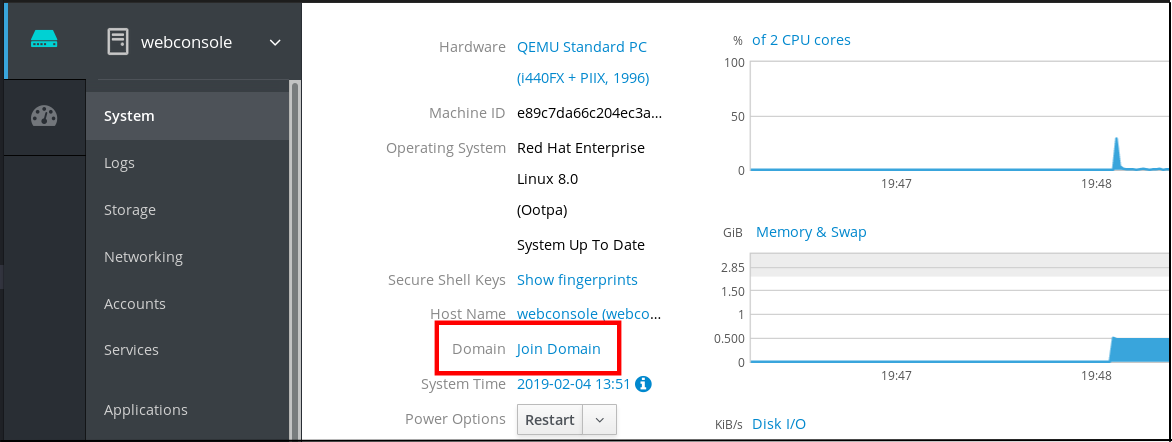 webconsole
System
Logs
Storage
Networking
Accounts
Services
Applications
Hardware QEMU Standard PC
(i440FX + PIIX, 1996)
Machine ID e89c7da66c204ec3a...
Operating System Red Hat Enterprise
Linux 8.0
(Ootpa)
System Up To Date
Secure Shell Keys Show fingerprints
Host Name webconsole (webco...
Domain Join Domain
System Time 2019-02-04 13:51
Power Options Restart
% of 2 CPU cores
100
50
0
19:47 19:48
GiB Memory & Swap
2.85
1.50
1
0.500
0
19:47 19:48
KiB/s Disk I/O